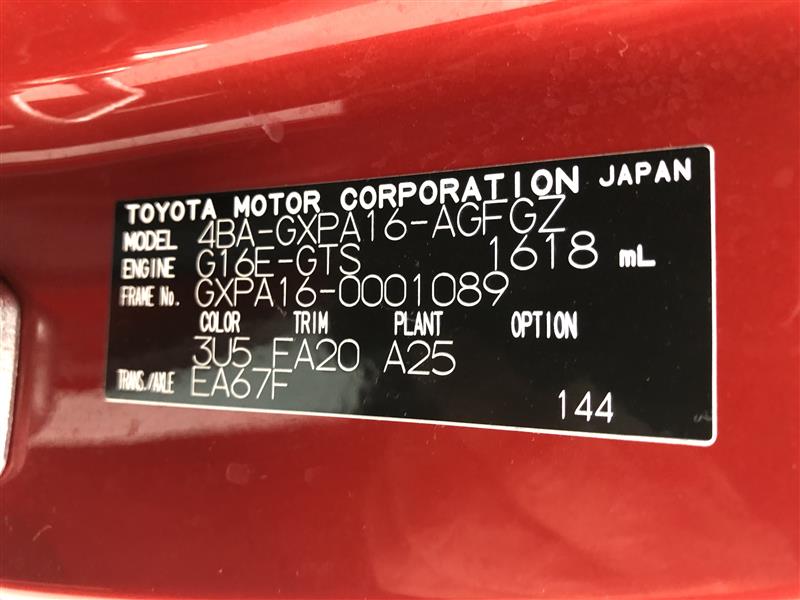 TOYOTA MOTOR CORPORATION JAPAN
MODEL 4BA-GXPA16-AGFGZ
ENGINE G16E-GTS 1618 mL
FRAME No. GXPA16-0001089
COLOR TRIM PLANT OPTION
3U5 EA20 A25
TRANS./AXLE EA67F
144